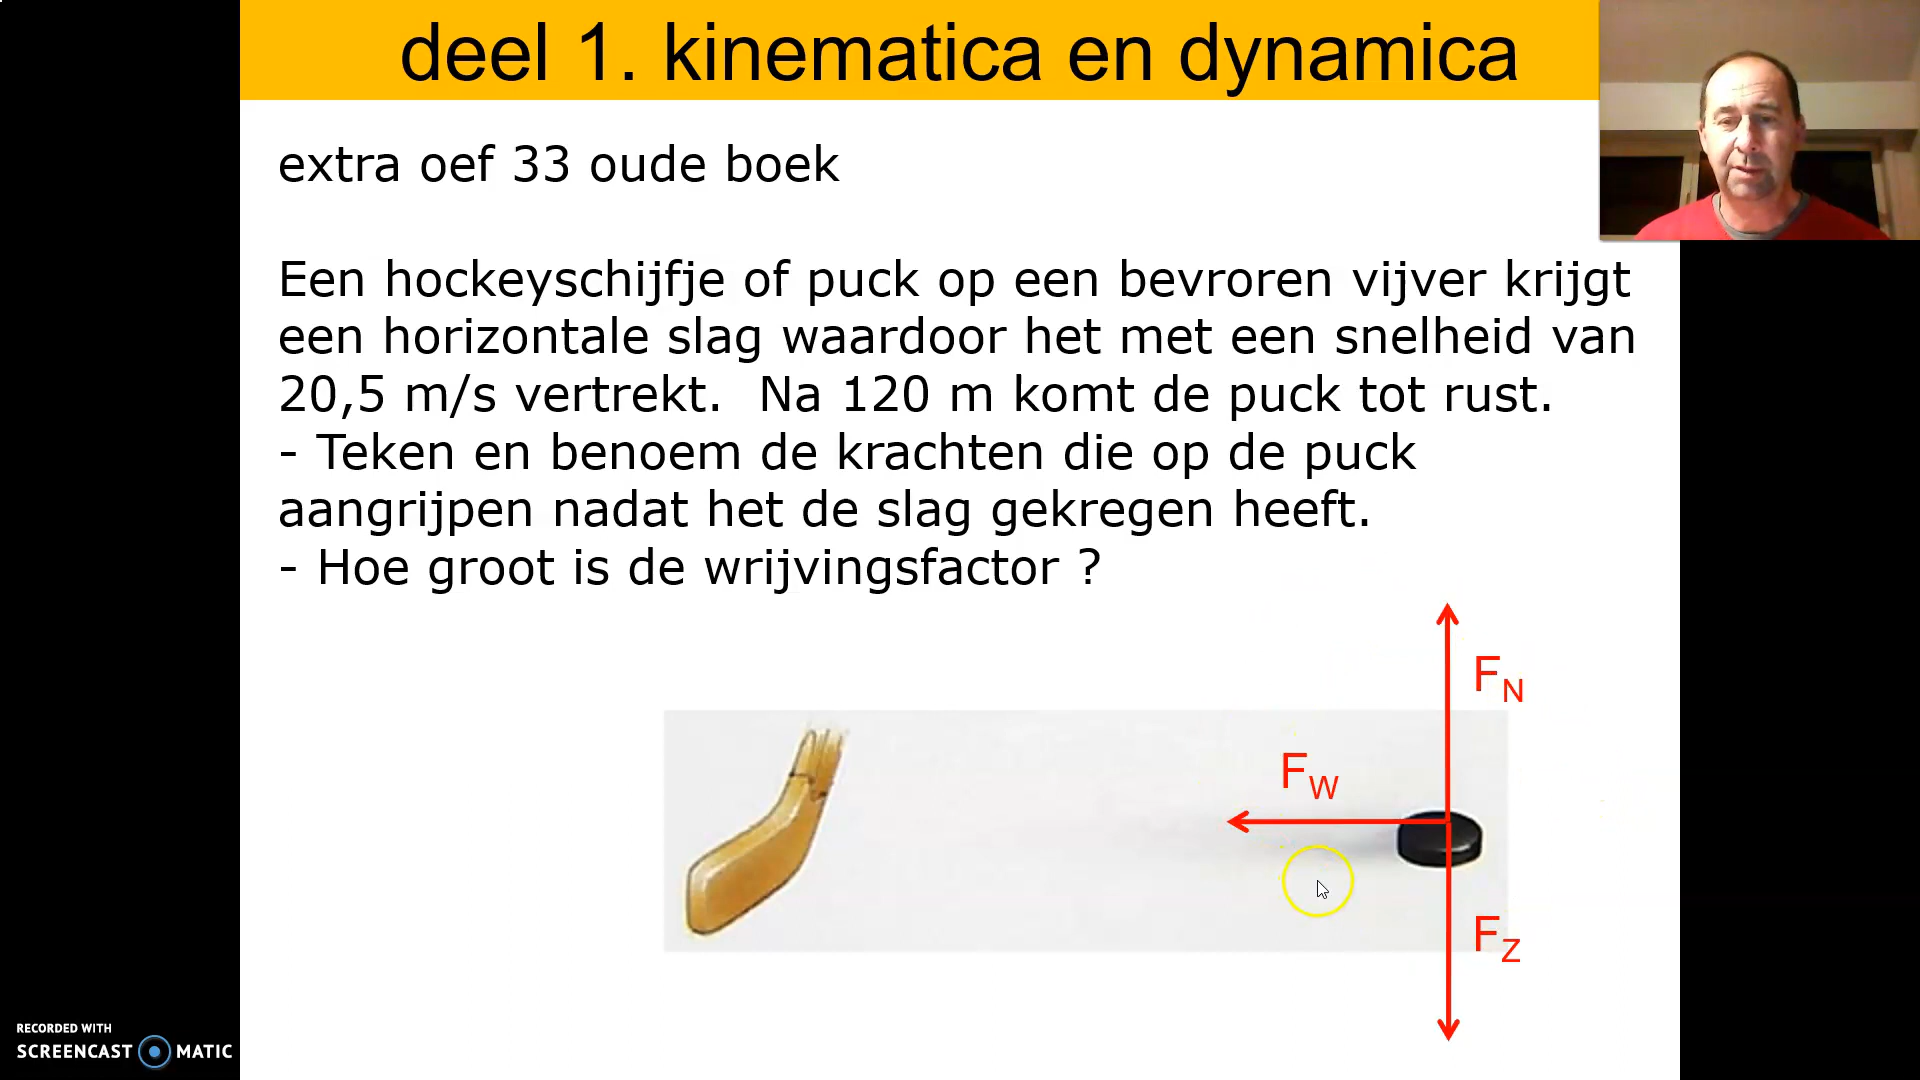 deel 1. kinematica en dynamica
extra oef 33 oude boek
Een hockeyschijfje of puck op een bevroren vijver krijgt
een horizontale slag waardoor het met een snelheid van
20,5 m/s vertrekt.  Na 120 m komt de puck tot rust.
- Teken en benoem de krachten die op de puck
aangrijpen nadat het de slag gekregen heeft.
- Hoe groot is de wrijvingsfactor ?
FN
FW
FZ
RECORDED WITH
SCREENCAST MATIC